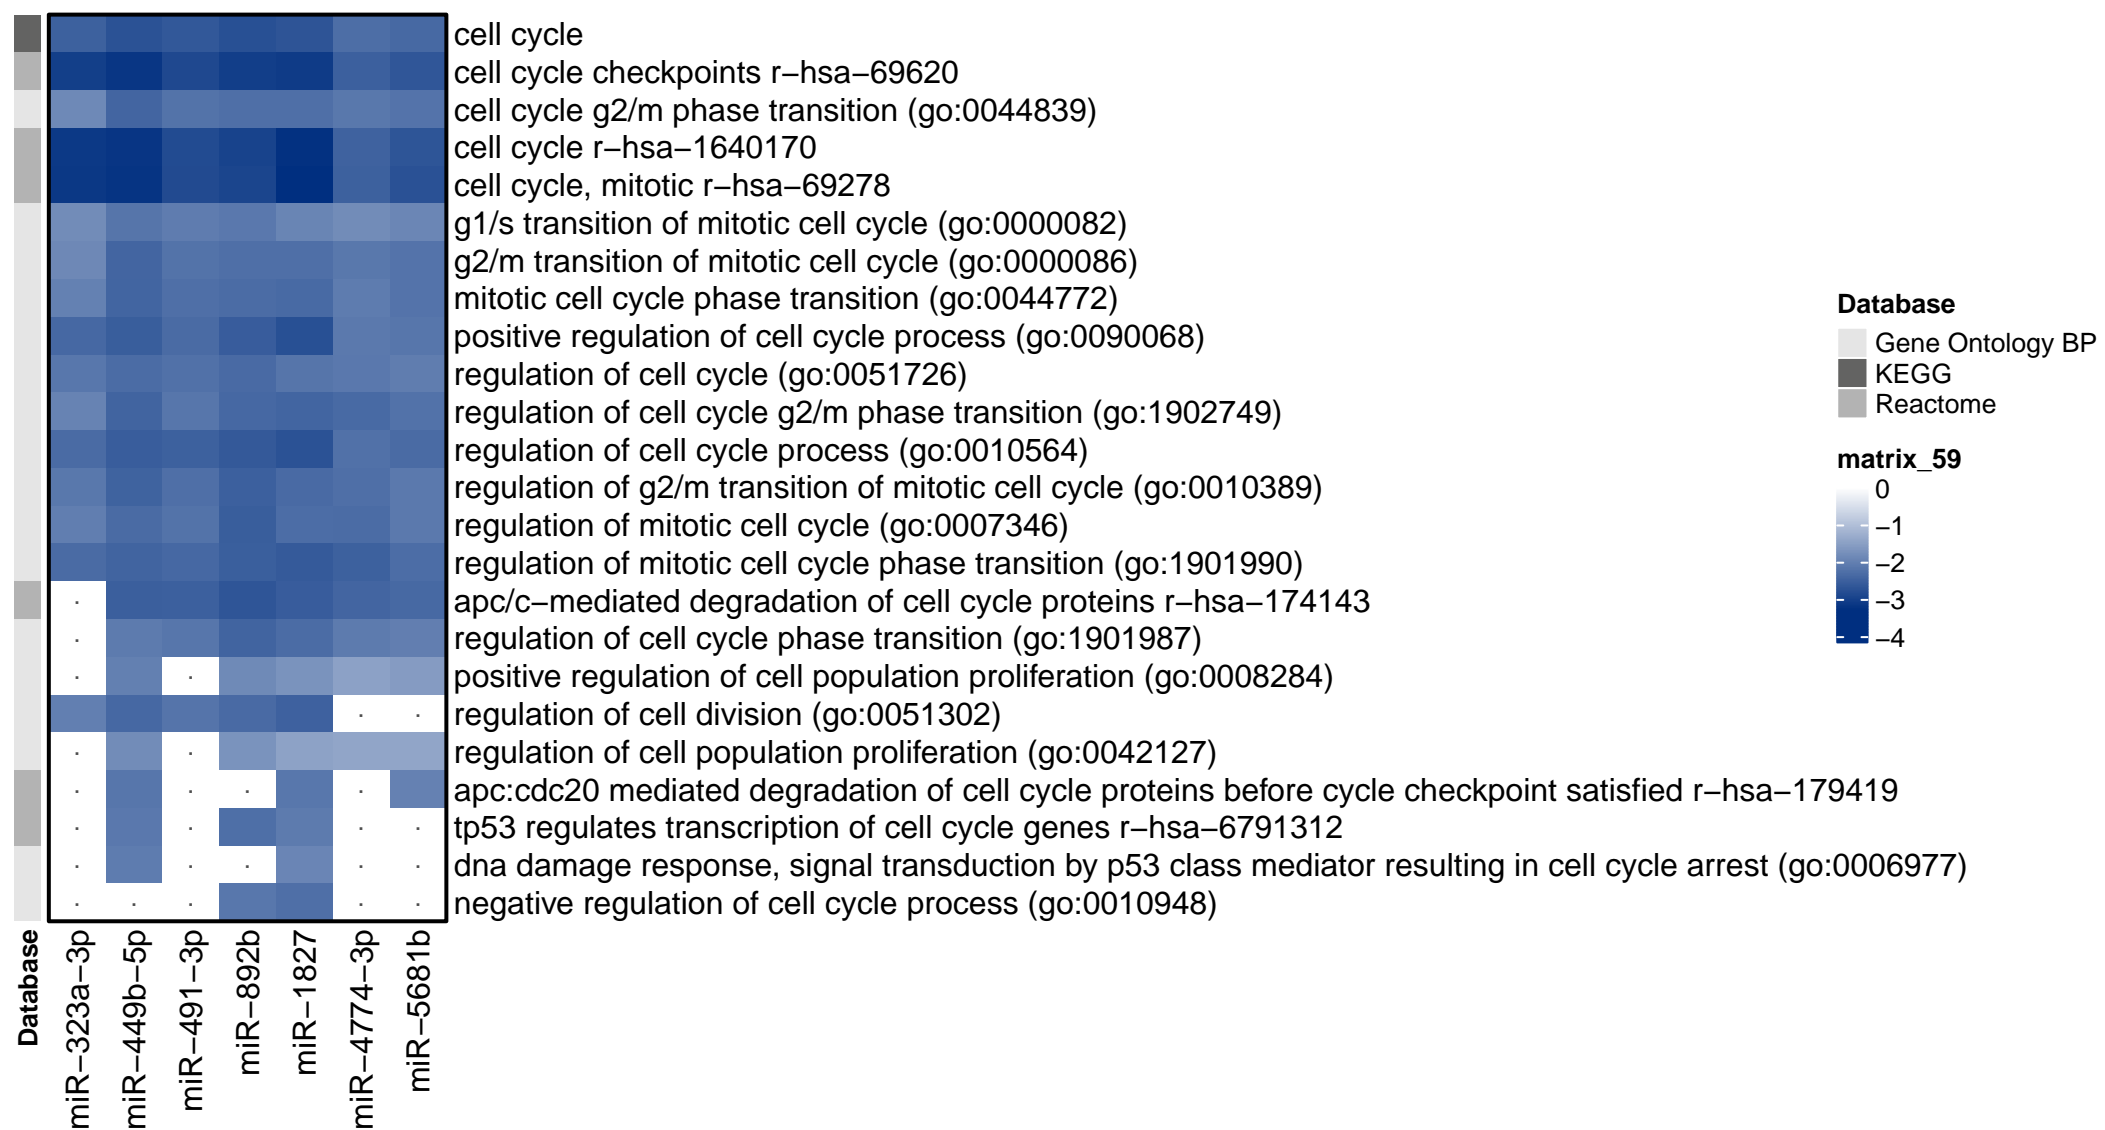 cell cycle
cell cycle checkpoints r−hsa−69620
cell cycle g2/m phase transition (go:0044839)
cell cycle r−hsa−1640170
cell cycle, mitotic r−hsa−69278
g1/s transition of mitotic cell cycle (go:0000082)
g2/m transition of mitotic cell cycle (go:0000086)
mitotic cell cycle phase transition (go:0044772)
positive regulation of cell cycle process (go:0090068)
regulation of cell cycle (go:0051726)
regulation of cell cycle g2/m phase transition (go:1902749)
regulation of cell cycle process (go:0010564)
regulation of g2/m transition of mitotic cell cycle (go:0010389)
regulation of mitotic cell cycle (go:0007346)
regulation of mitotic cell cycle phase transition (go:1901990)
apc/c−mediated degradation of cell cycle proteins r−hsa−174143
regulation of cell cycle phase transition (go:1901987)
positive regulation of cell population proliferation (go:0008284)
regulation of cell division (go:0051302)
regulation of cell population proliferation (go:0042127)
apc:cdc20 mediated degradation of cell cycle proteins before cycle checkpoint satisfied r−hsa−179419
tp53 regulates transcription of cell cycle genes r−hsa−6791312
dna damage response, signal transduction by p53 class mediator resulting in cell cycle arrest (go:0006977)
negative regulation of cell cycle process (go:0010948)
Database
miR−323a−3p
miR−449b−5p
miR−491−3p
miR−892b
miR−1827
miR−4774−3p
miR−5681b
Database
Gene Ontology BP
KEGG
Reactome
matrix_59
0
−1
−2
−3
−4